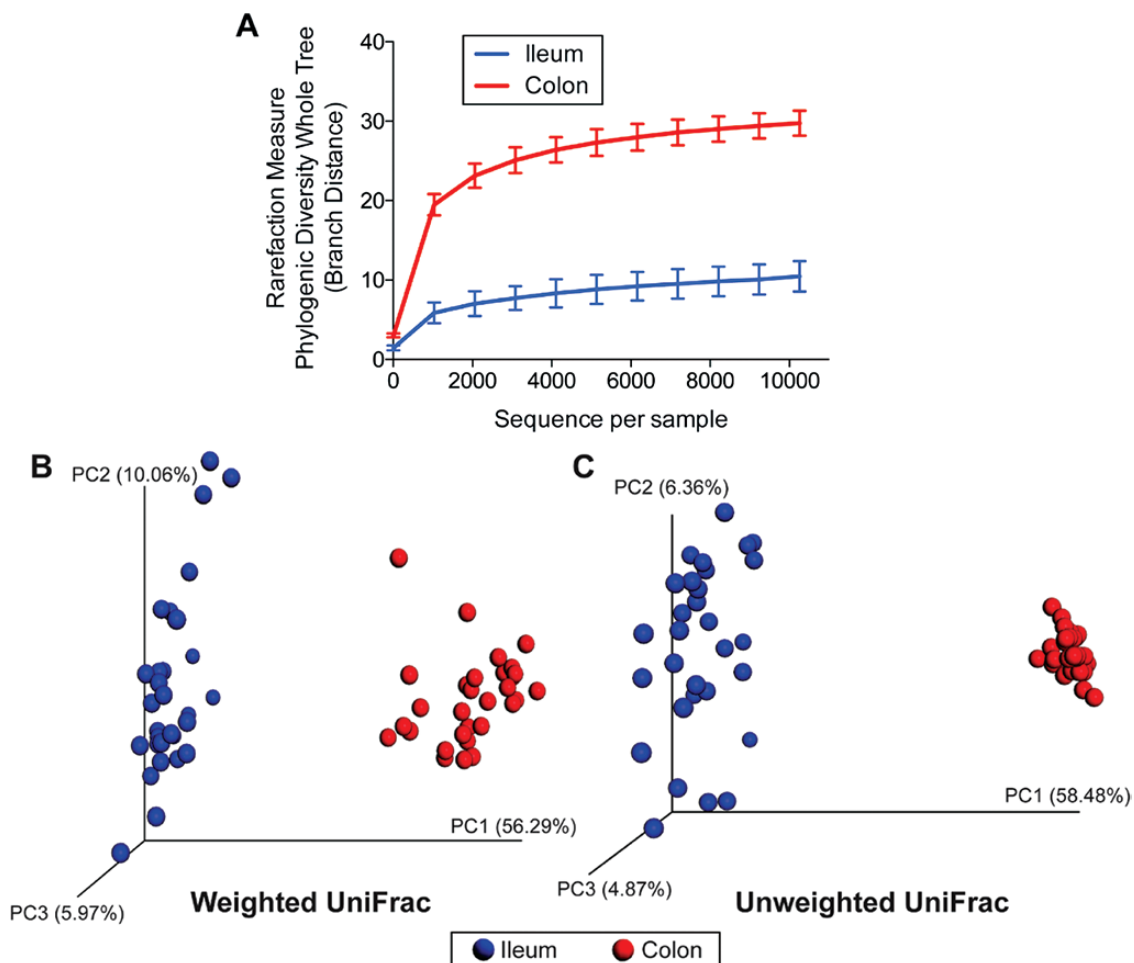 A
Ileum
Colon
Rarefaction Measure
Phylogenic Diversity Whole Tree
(Branch Distance)
40
30
20
10
0
0 2000 4000 6000 8000 10000
Sequence per sample
B
PC2 (10.06%)
PC1 (56.29%)
PC3 (5.97%)
Weighted UniFrac
C
PC2 (6.36%)
PC1 (58.48%)
PC3 (4.87%)
Unweighted UniFrac
Ileum Colon